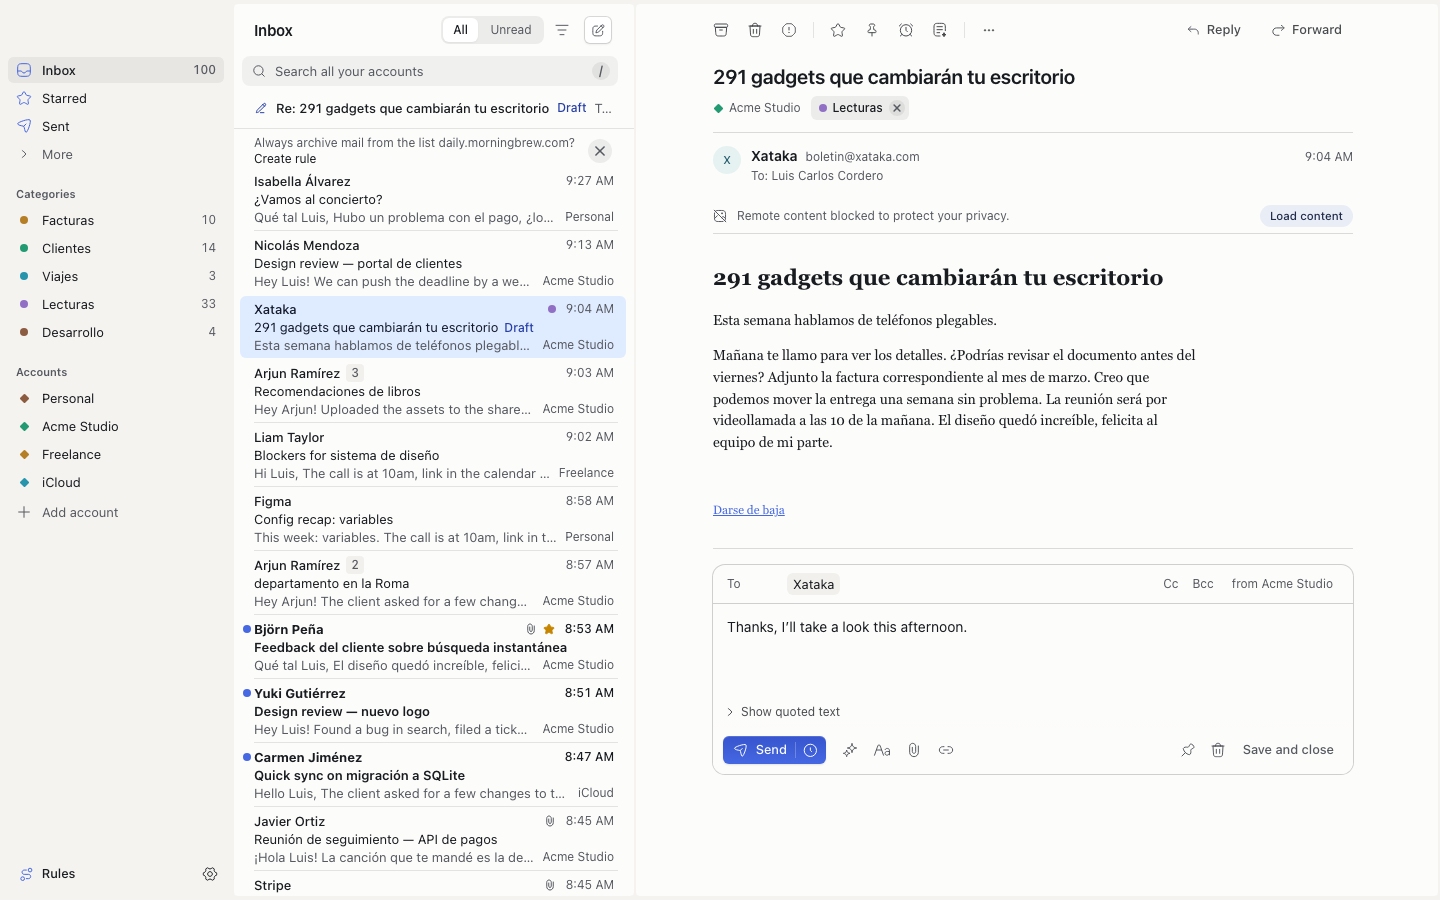 Inbox 100
Starred
Sent
More
Categories
Facturas 10
Clientes 14
Viajes 3
Lecturas 33
Desarrollo 4
Accounts
Personal
Acme Studio
Freelance
iCloud
Add account
Rules
Inbox All Unread
Search all your accounts /
Re: 291 gadgets que cambiarán tu escritorio Draft T...
Always archive mail from the list daily.morningbrew.com?
Create rule
Isabella Álvarez 9:27 AM
¿Vamos al concierto?
Qué tal Luis, Hubo un problema con el pago, ¿lo... Personal
Nicolás Mendoza 9:13 AM
Design review — portal de clientes
Hey Luis! We can push the deadline by a we... Acme Studio
Xataka 9:04 AM
291 gadgets que cambiarán tu escritorio Draft
Esta semana hablamos de teléfonos plegabl... Acme Studio
Arjun Ramírez 3 9:03 AM
Recomendaciones de libros
Hey Arjun! Uploaded the assets to the share... Acme Studio
Liam Taylor 9:02 AM
Blockers for sistema de diseño
Hi Luis, The call is at 10am, link in the calendar ... Freelance
Figma 8:58 AM
Config recap: variables
This week: variables. The call is at 10am, link in t... Personal
Arjun Ramírez 2 8:57 AM
departamento en la Roma
Hey Arjun! The client asked for a few chang... Acme Studio
Björn Peña 8:53 AM
Feedback del cliente sobre búsqueda instantánea
Qué tal Luis, El diseño quedó increíble, felici... Acme Studio
Yuki Gutiérrez 8:51 AM
Design review — nuevo logo
Hey Luis! Found a bug in search, filed a tick... Acme Studio
Carmen Jiménez 8:47 AM
Quick sync on migración a SQLite
Hello Luis, The client asked for a few changes to t... iCloud
Javier Ortiz 8:45 AM
Reunión de seguimiento — API de pagos
¡Hola Luis! La canción que te mandé es la de... Acme Studio
Stripe 8:45 AM
Reply Forward
291 gadgets que cambiarán tu escritorio
Acme Studio Lecturas
X Xataka boletin@xataka.com 9:04 AM
To: Luis Carlos Cordero
Remote content blocked to protect your privacy. Load content
291 gadgets que cambiarán tu escritorio
Esta semana hablamos de teléfonos plegables.
Mañana te llamo para ver los detalles. ¿Podrías revisar el documento antes del
viernes? Adjunto la factura correspondiente al mes de marzo. Creo que
podemos mover la entrega una semana sin problema. La reunión será por
videollamada a las 10 de la mañana. El diseño quedó increíble, felicita al
equipo de mi parte.
Darse de baja
To Xataka Cc Bcc from Acme Studio
Thanks, I’ll take a look this afternoon.
Show quoted text
Send Aa Save and close